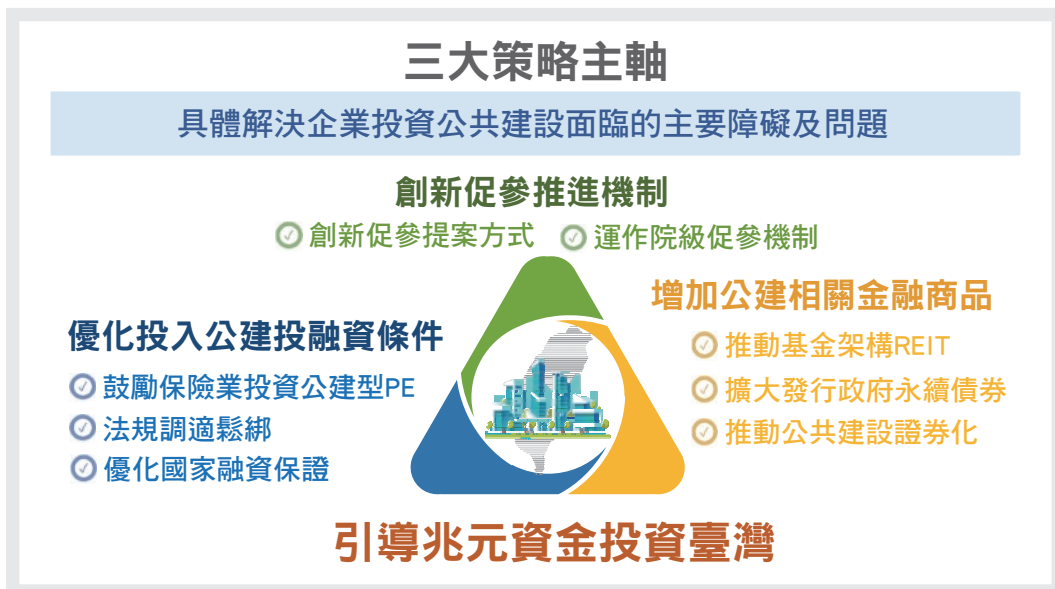 三大策略主軸
具體解決企業投資公共建設面臨的主要障礙及問題
創新促參推進機制
創新促參提案方式 運作院級促參機制
增加公建相關金融商品
推動基金架構REIT
擴大發行政府永續債券
推動公共建設證券化
優化投入公建投融資條件
鼓勵保險業投資公建型PE
法規調適鬆綁
優化國家融資保證
引導兆元資金投資臺灣